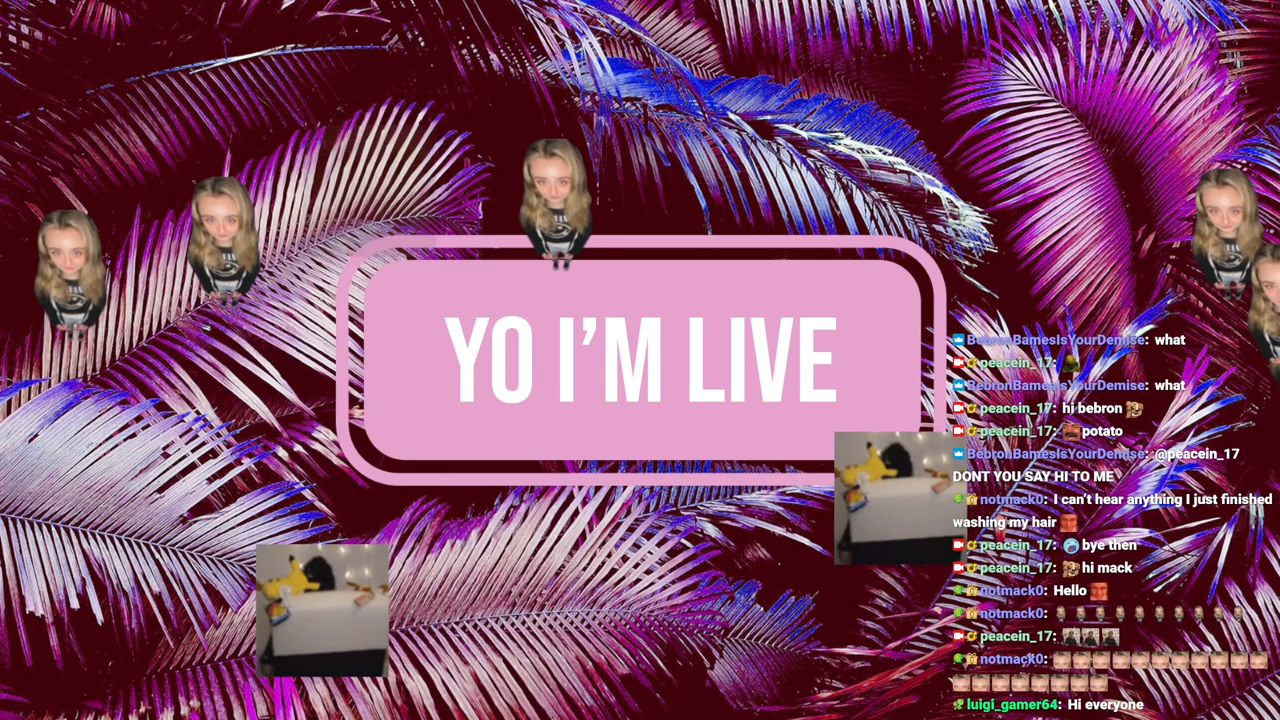 YO I’M LIVE
BebronBamesIsYourDemise: what
peacein_17:
BebronBamesIsYourDemise: what
peacein_17: hi bebron
peacein_17: potato
BebronBamesIsYourDemise: @peacein_17
DONT YOU SAY HI TO ME
notmack0: I can't hear anything I just finished
washing my hair
peacein_17: bye then
peacein_17: hi mack
notmack0: Hello
notmack0:
peacein_17:
notmack0:
luigi_gamer64: Hi everyone